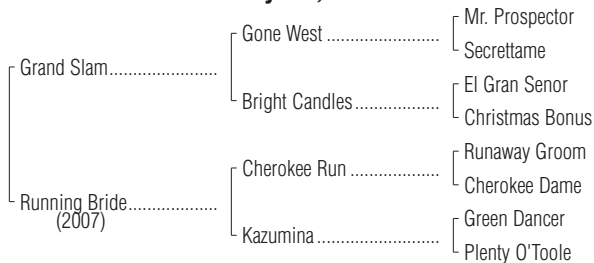 Mr. Prospector
Gone West ....................
Secrettame
Grand Slam....................
El Gran Senor
Bright Candles ................
Christmas Bonus
Runaway Groom
Cherokee Run .................
Cherokee Dame
Running Bride.................
(2007)
Green Dancer
Kazumina .......................
Plenty O'Toole